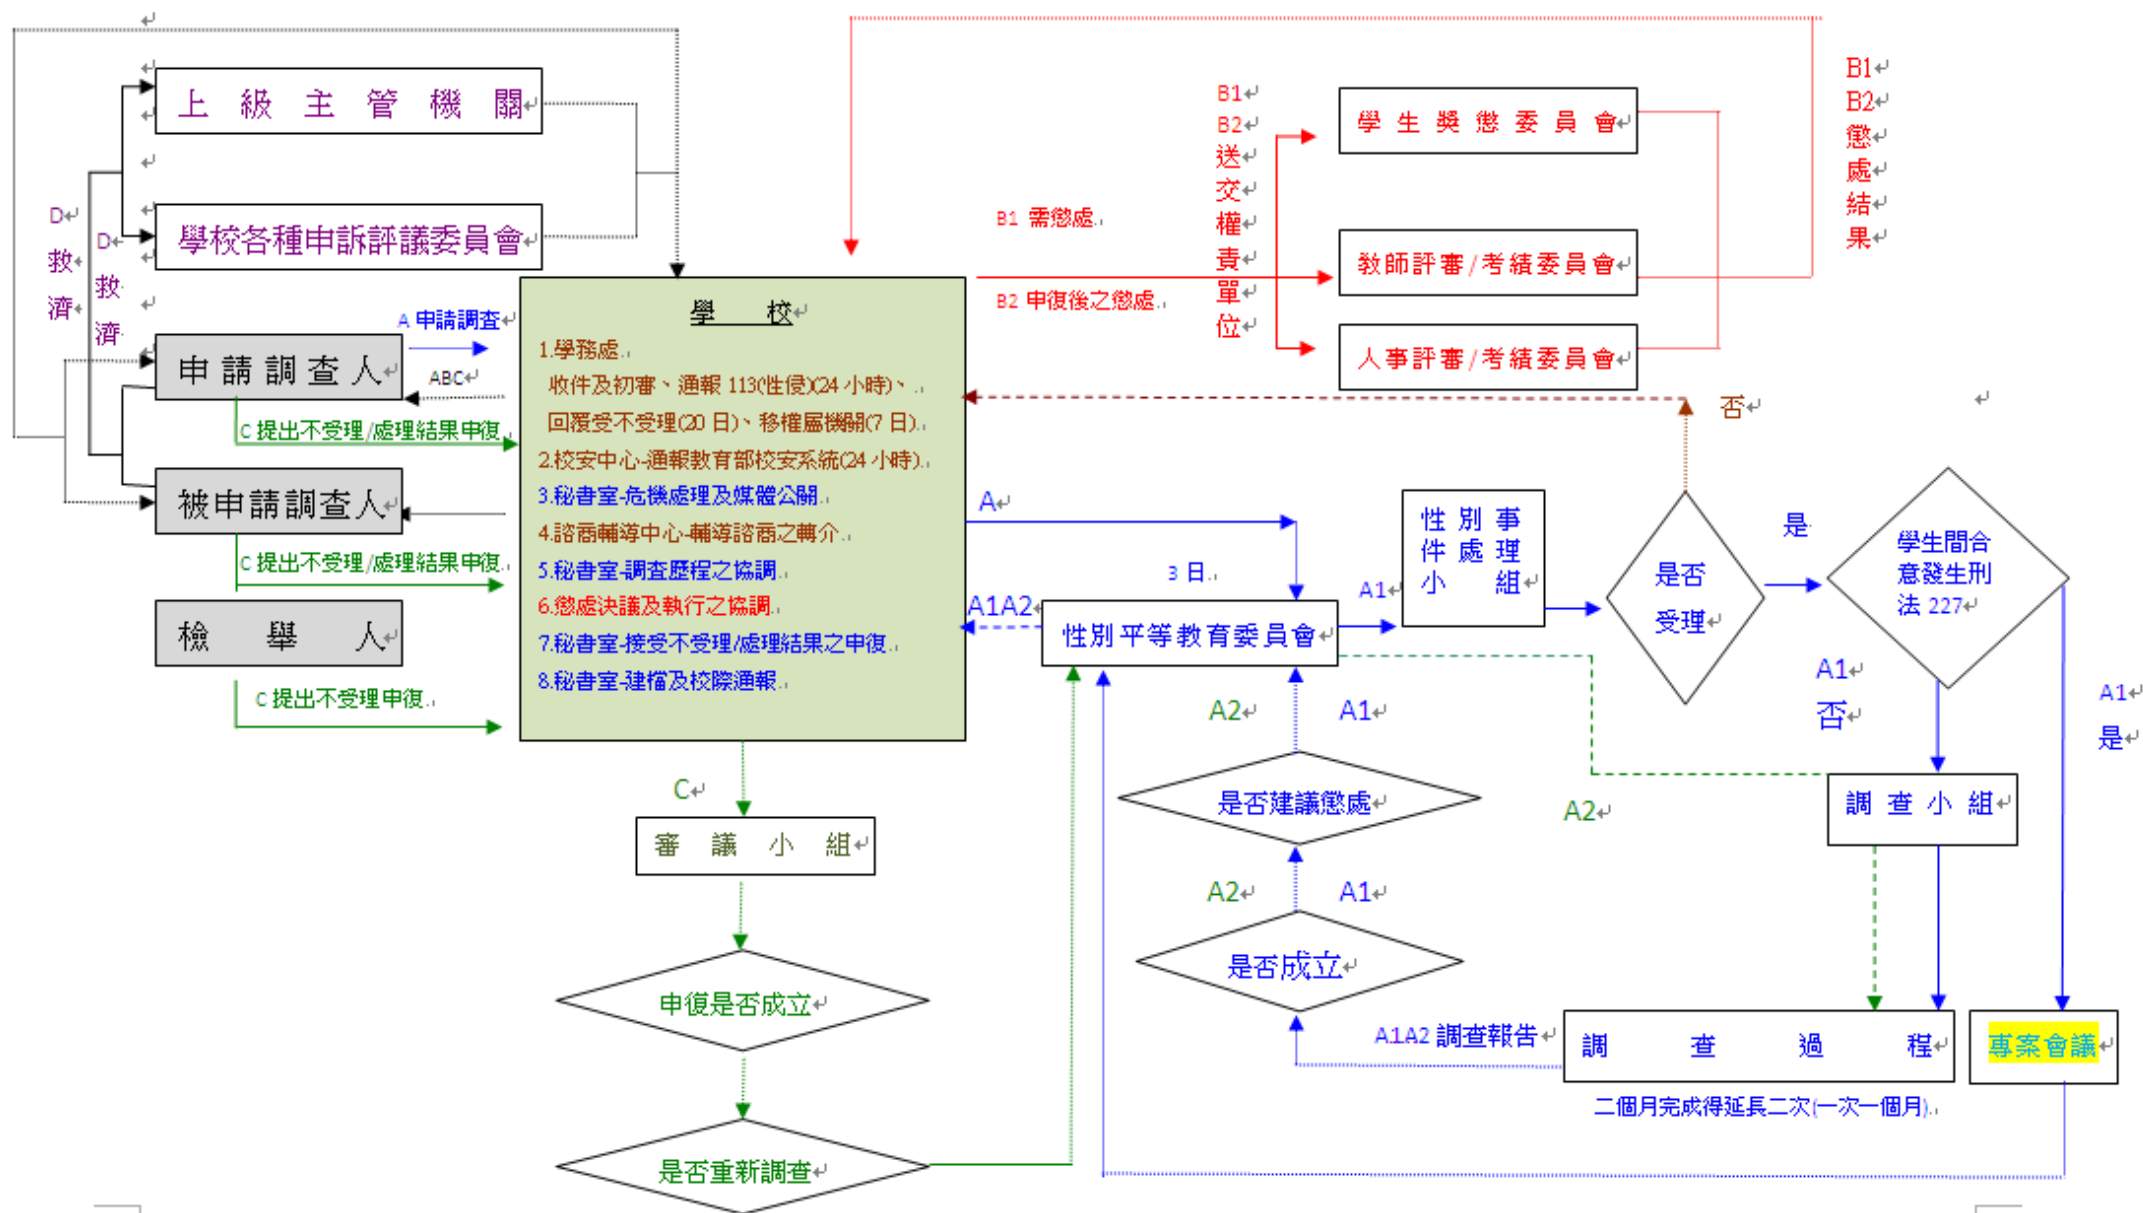 上級主管機關
學校各種申訴評議委員會
D
救
濟
D
救
濟
申請調查人
A 申請調查
ABC
C 提出不受理/處理結果申復
被申請調查人
C 提出不受理/處理結果申復
檢舉人
C 提出不受理申復
學 校
1.學務處
收件及初審、通報 113(性侵)(24 小時)、
回覆受不受理(20 日)、移權屬機關(7 日)
2.校安中心-通報教育部校安系統(24 小時)
3.秘書室-危機處理及媒體公關
4.諮商輔導中心-輔導諮商之轉介
5.秘書室-調查歷程之協調
6.懲處決議及執行之協調
7.秘書室-接受不受理/處理結果之申復
8.秘書室-建檔及校際通報
B1 需懲處
B2 申復後之懲處
B1
B2
送
交
權
責
單
位
學生獎懲委員會
教師評審/考績委員會
人事評審/考績委員會
B1
B2
懲
處
結
果
否
A
3 日
A1A2
性別平等教育委員會
A1
性別事
件處理
小組
是否
受理
是
學生間合
意發生刑
法 227
A1
否
A1
是
調查小組
A2
A2
A1
是否建議懲處
A2
A1
是否成立
A1A2 調查報告
調查過程
二個月完成得延長二次(一次一個月)
專案會議
C
審議小組
申復是否成立
是否重新調查